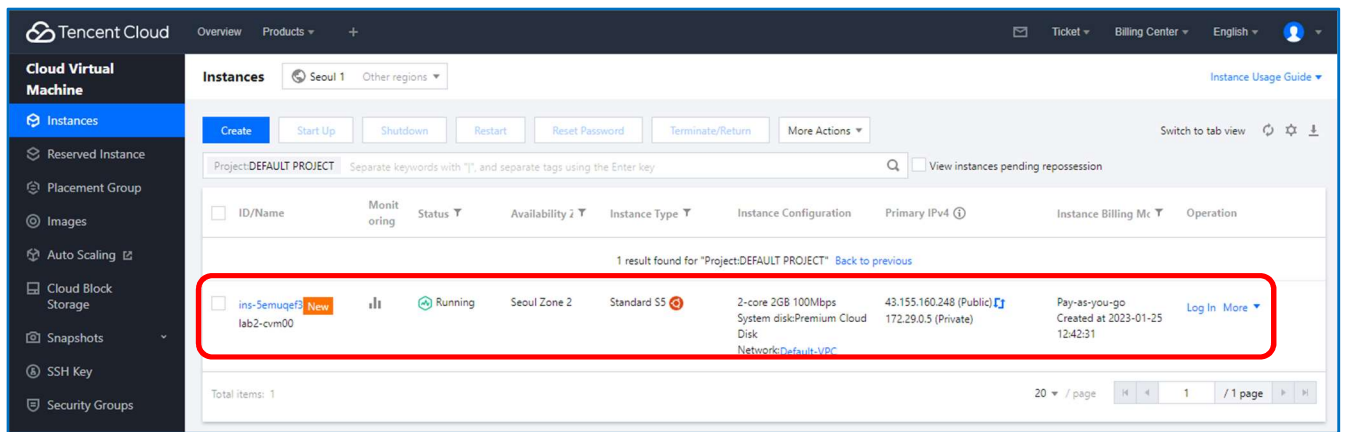 Tencent Cloud Overview Products + Ticket Billing Center English
Cloud Virtual
Machine
Instances
Reserved Instance
Placement Group
Images
Auto Scaling
Cloud Block
Storage
Snapshots
SSH Key
Security Groups
Instances Seoul 1 Other regions Instance Usage Guide
Create Start Up Shutdown Restart Reset Password Terminate/Return More Actions Switch to tab view
Project:DEFAULT PROJECT Separate keywords with "|", and separate tags using the Enter key View instances pending repossession
ID/Name Monit
oring Status Availability Instance Type Instance Configuration Primary IPv4 Instance Billing Mc Operation
1 result found for "Project:DEFAULT PROJECT" Back to previous
ins-5emuqef3 New
lab2-cvm00
Running
Seoul Zone 2
Standard S5
2-core 2GB 100Mbps
System disk:Premium Cloud
Disk
Network:Default-VPC
43.155.160.248 (Public)
172.29.0.5 (Private)
Pay-as-you-go
Created at 2023-01-25
12:42:31
Log In More
Total items: 1
20 / page 1 / 1 page